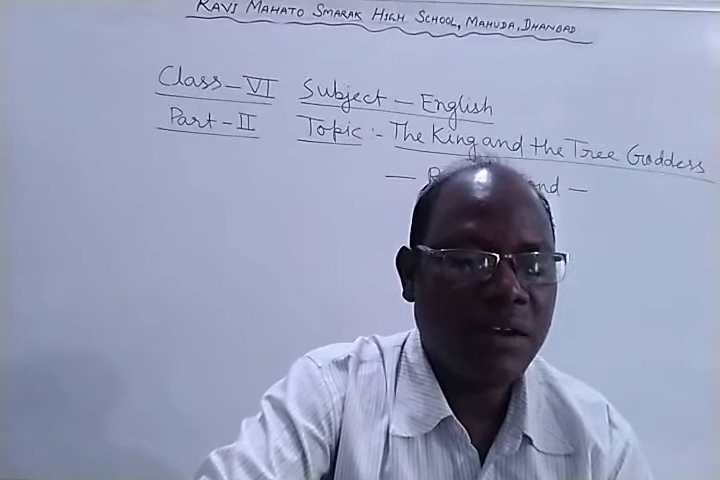 RAVI MAHATO SMARAK HIGH SCHOOL, MAHUDA, DHANBAD
Class-VI Subject - English
Part-II Topic :- The King and the Tree Goddess